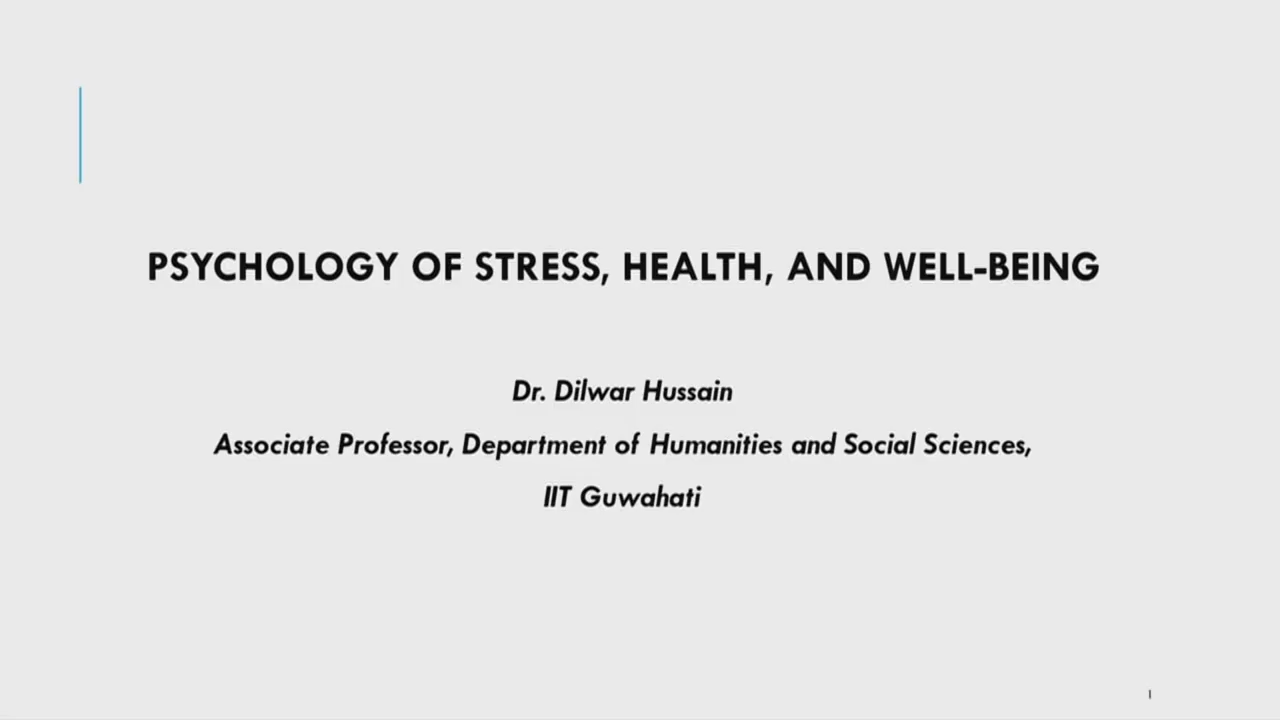 PSYCHOLOGY OF STRESS, HEALTH, AND WELL-BEING
Dr. Dilwar Hussain
Associate Professor, Department of Humanities and Social Sciences,
IIT Guwahati
1